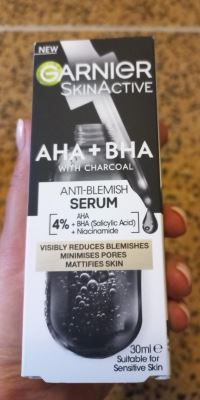 NEW
GARNIER
SKINACTIVE
AHA + BHA
WITH CHARCOAL
ANTI-BLEMISH
SERUM
4%
AHA
+ BHA (Salicylic Acid)
+ Niacinamide
VISIBLY REDUCES BLEMISHES
MINIMISES PORES
MATTIFIES SKIN
30ml e
Suitable for
Sensitive Skin